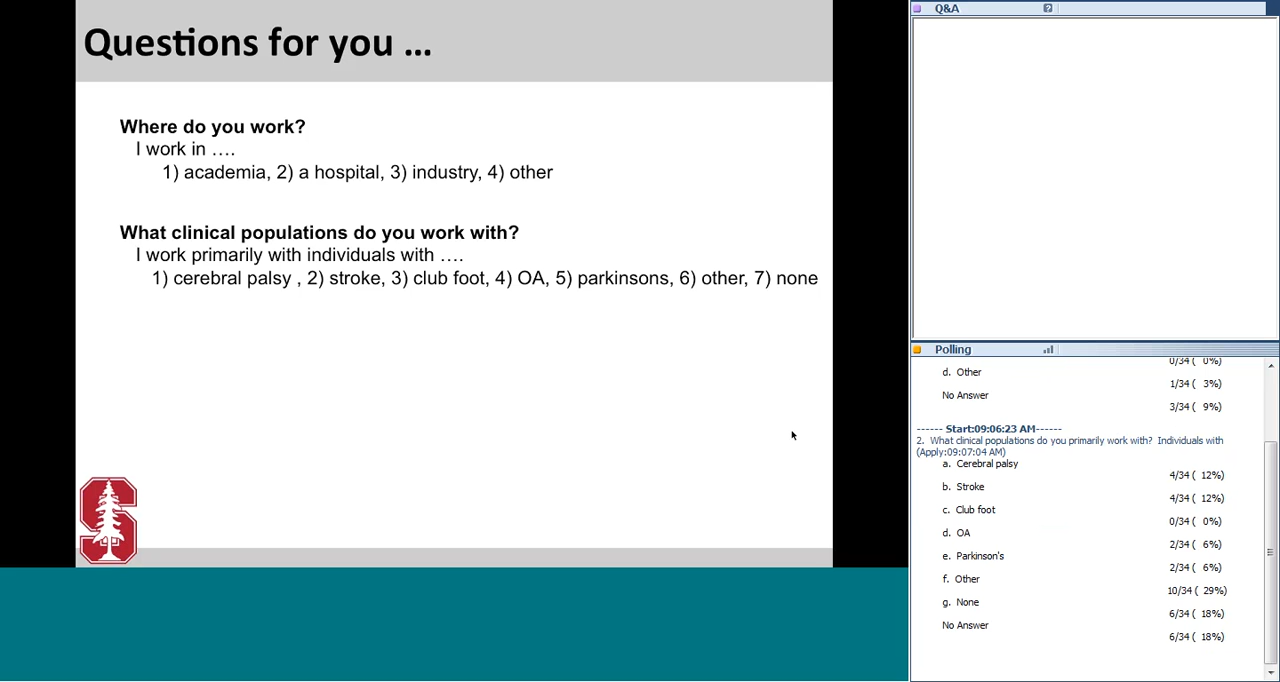 Questions for you ...
Where do you work?
I work in ….
1) academia, 2) a hospital, 3) industry, 4) other
What clinical populations do you work with?
I work primarily with individuals with ….
1) cerebral palsy , 2) stroke, 3) club foot, 4) OA, 5) parkinsons, 6) other, 7) none
Q&A
Polling
0/34 ( 0%)
d. Other
1/34 ( 3%)
No Answer
3/34 ( 9%)
------ Start:09:06:23 AM------
2. What clinical populations do you primarily work with? Individuals with
(Apply:09:07:04 AM)
a. Cerebral palsy
4/34 ( 12%)
b. Stroke
4/34 ( 12%)
c. Club foot
0/34 ( 0%)
d. OA
2/34 ( 6%)
e. Parkinson's
2/34 ( 6%)
f. Other
10/34 ( 29%)
g. None
6/34 ( 18%)
No Answer
6/34 ( 18%)